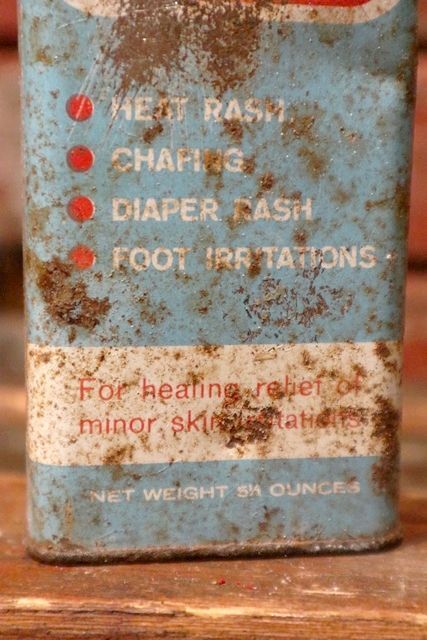 HEAT RASH
CHAFING
DIAPER RASH
FOOT IRRITATIONS
For healing relief of
minor skin irritations
NET WEIGHT 5¼ OUNCES